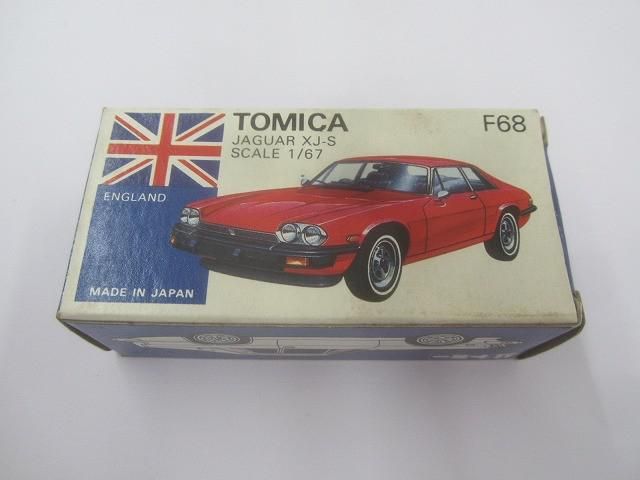 TOMICA
F68
JAGUAR XJ-S
SCALE 1/67
ENGLAND
MADE IN JAPAN